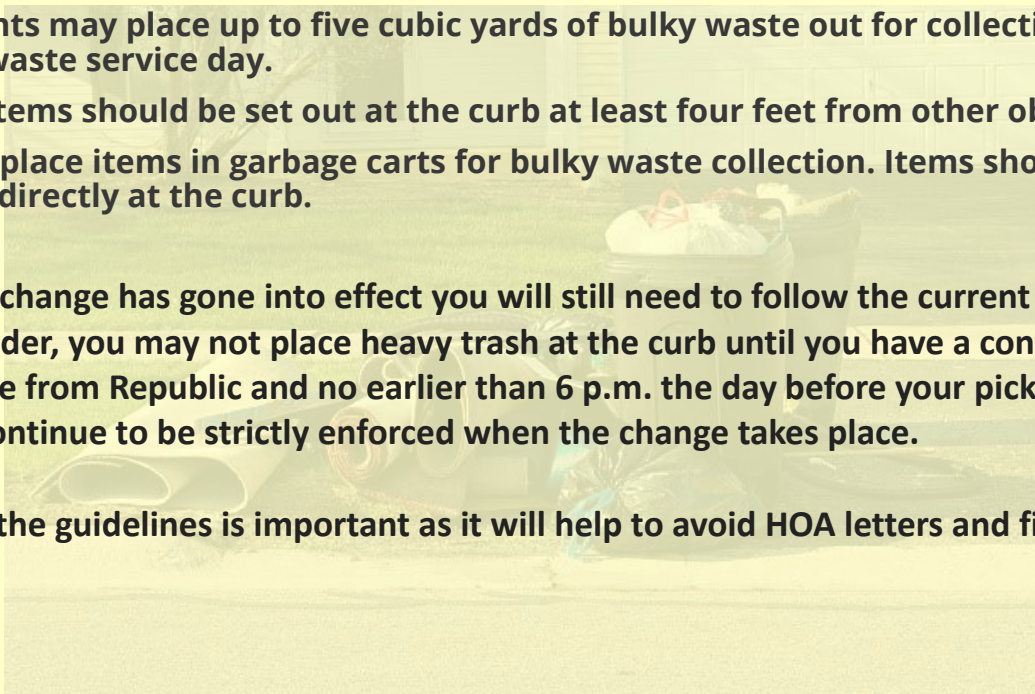 nts may place up to five cubic yards of bulky waste out for collecti
waste service day.
tems should be set out at the curb at least four feet from other ob
place items in garbage carts for bulky waste collection. Items sho
directly at the curb.
change has gone into effect you will still need to follow the current
der, you may not place heavy trash at the curb until you have a con
e from Republic and no earlier than 6 p.m. the day before your pick
ontinue to be strictly enforced when the change takes place.
the guidelines is important as it will help to avoid HOA letters and fi